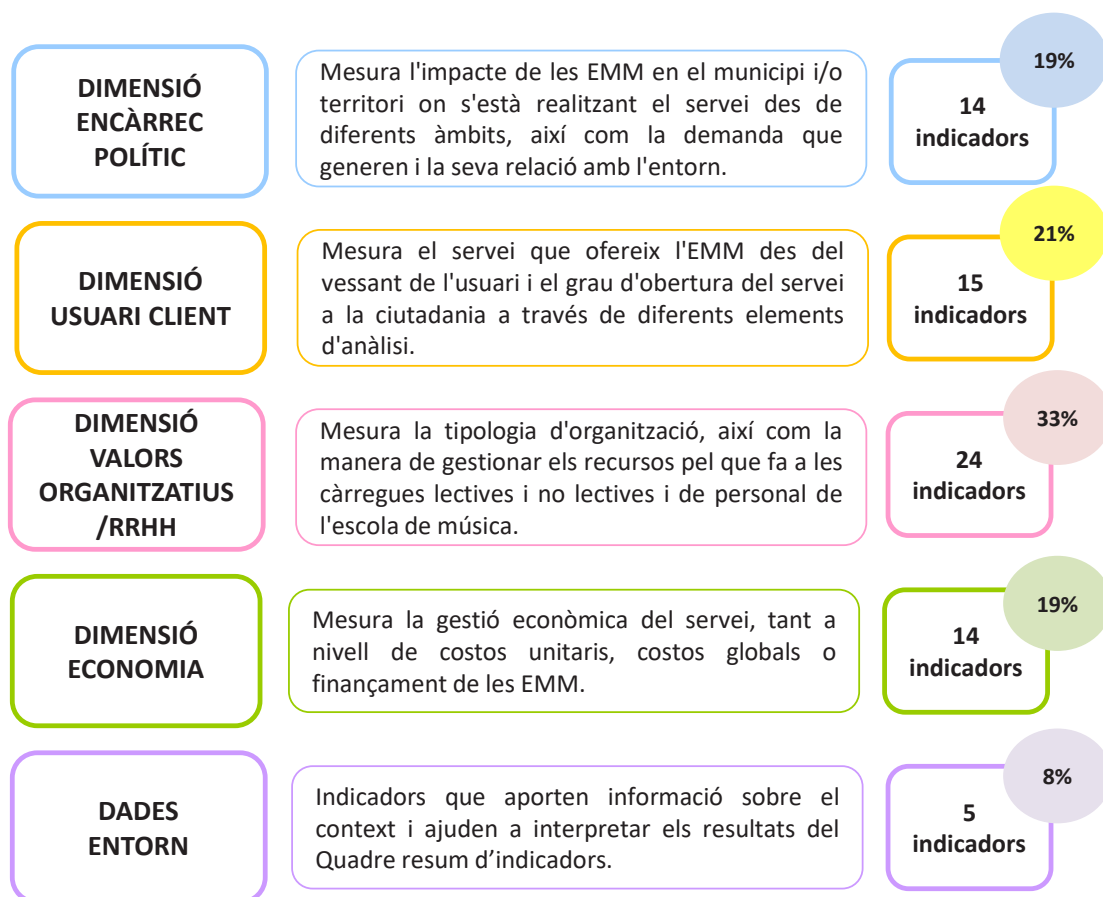 DIMENSIÓ
ENCÀRREC
POLÍTIC
Mesura l'impacte de les EMM en el municipi i/o
territori on s'està realitzant el servei des de
diferents àmbits, així com la demanda que
generen i la seva relació amb l'entorn.
19%
14
indicadors
DIMENSIÓ
USUARI CLIENT
Mesura el servei que ofereix l'EMM des del
vessant de l'usuari i el grau d'obertura del servei
a la ciutadania a través de diferents elements
d'anàlisi.
21%
15
indicadors
DIMENSIÓ
VALORS
ORGANITZATIUS
/RRHH
Mesura la tipologia d'organització, així com la
manera de gestionar els recursos pel que fa a les
càrregues lectives i no lectives i de personal de
l'escola de música.
33%
24
indicadors
DIMENSIÓ
ECONOMIA
Mesura la gestió econòmica del servei, tant a
nivell de costos unitaris, costos globals o
finançament de les EMM.
19%
14
indicadors
DADES
ENTORN
Indicadors que aporten informació sobre el
context i ajuden a interpretar els resultats del
Quadre resum d’indicadors.
8%
5
indicadors